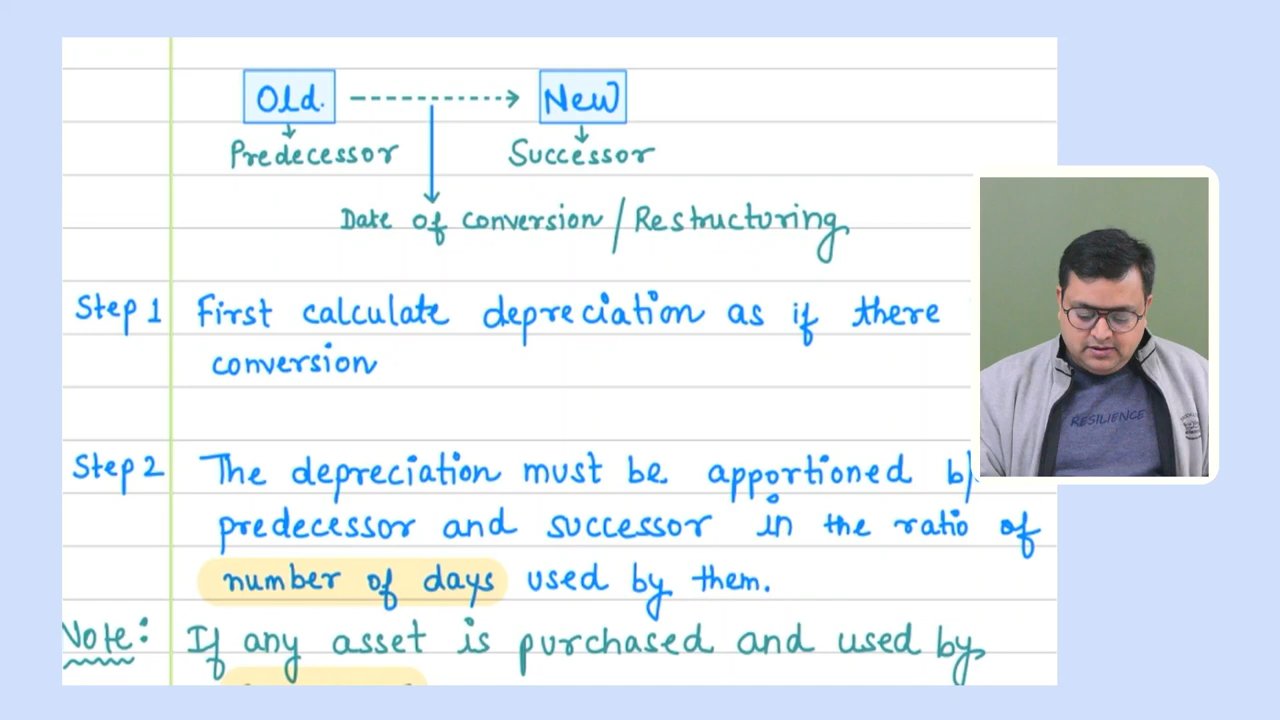 Old.
New
Predecessor
Successor
Date of conversion / Restructuring
Step 1 First calculate depreciation as if there
conversion
Step 2 The depreciation must be apportioned b/
predecessor and successor in the ratio of
number of days used by them.
Note: If any asset is purchased and used by
RESILIENCE